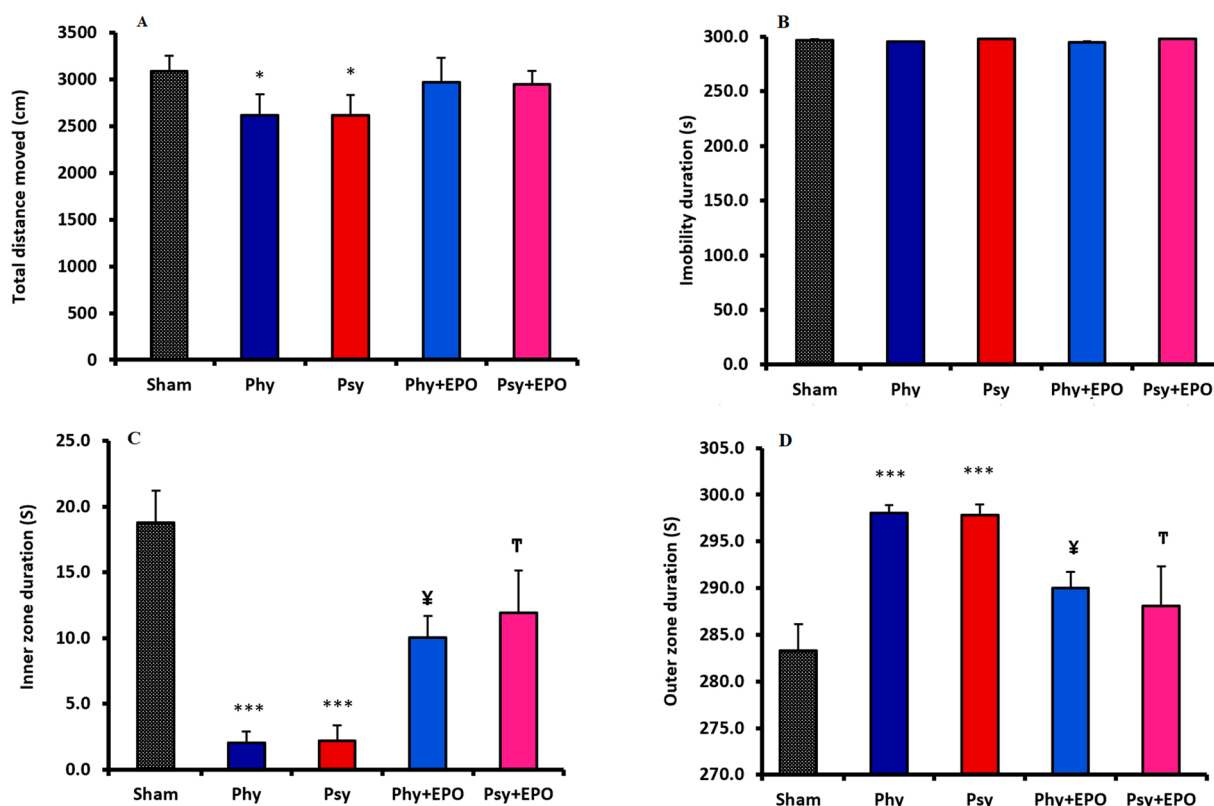 A
Total distance moved (cm)
3500
3000
2500
2000
1500
1000
500
0
* *
Sham Phy Psy Phy+EPO Psy+EPO
B
Imobility duration (s)
300.0
250.0
200.0
150.0
100.0
50.0
0.0
Sham Phy Psy Phy+EPO Psy+EPO
C
Inner zone duration (S)
25.0
20.0
15.0
10.0
5.0
0.0
*** *** ¥ Ͳ
Sham Phy Psy Phy+EPO Psy+EPO
D
Outer zone duration (S)
305.0
300.0
295.0
290.0
285.0
280.0
275.0
270.0
*** *** ¥ Ͳ
Sham Phy Psy Phy+EPO Psy+EPO